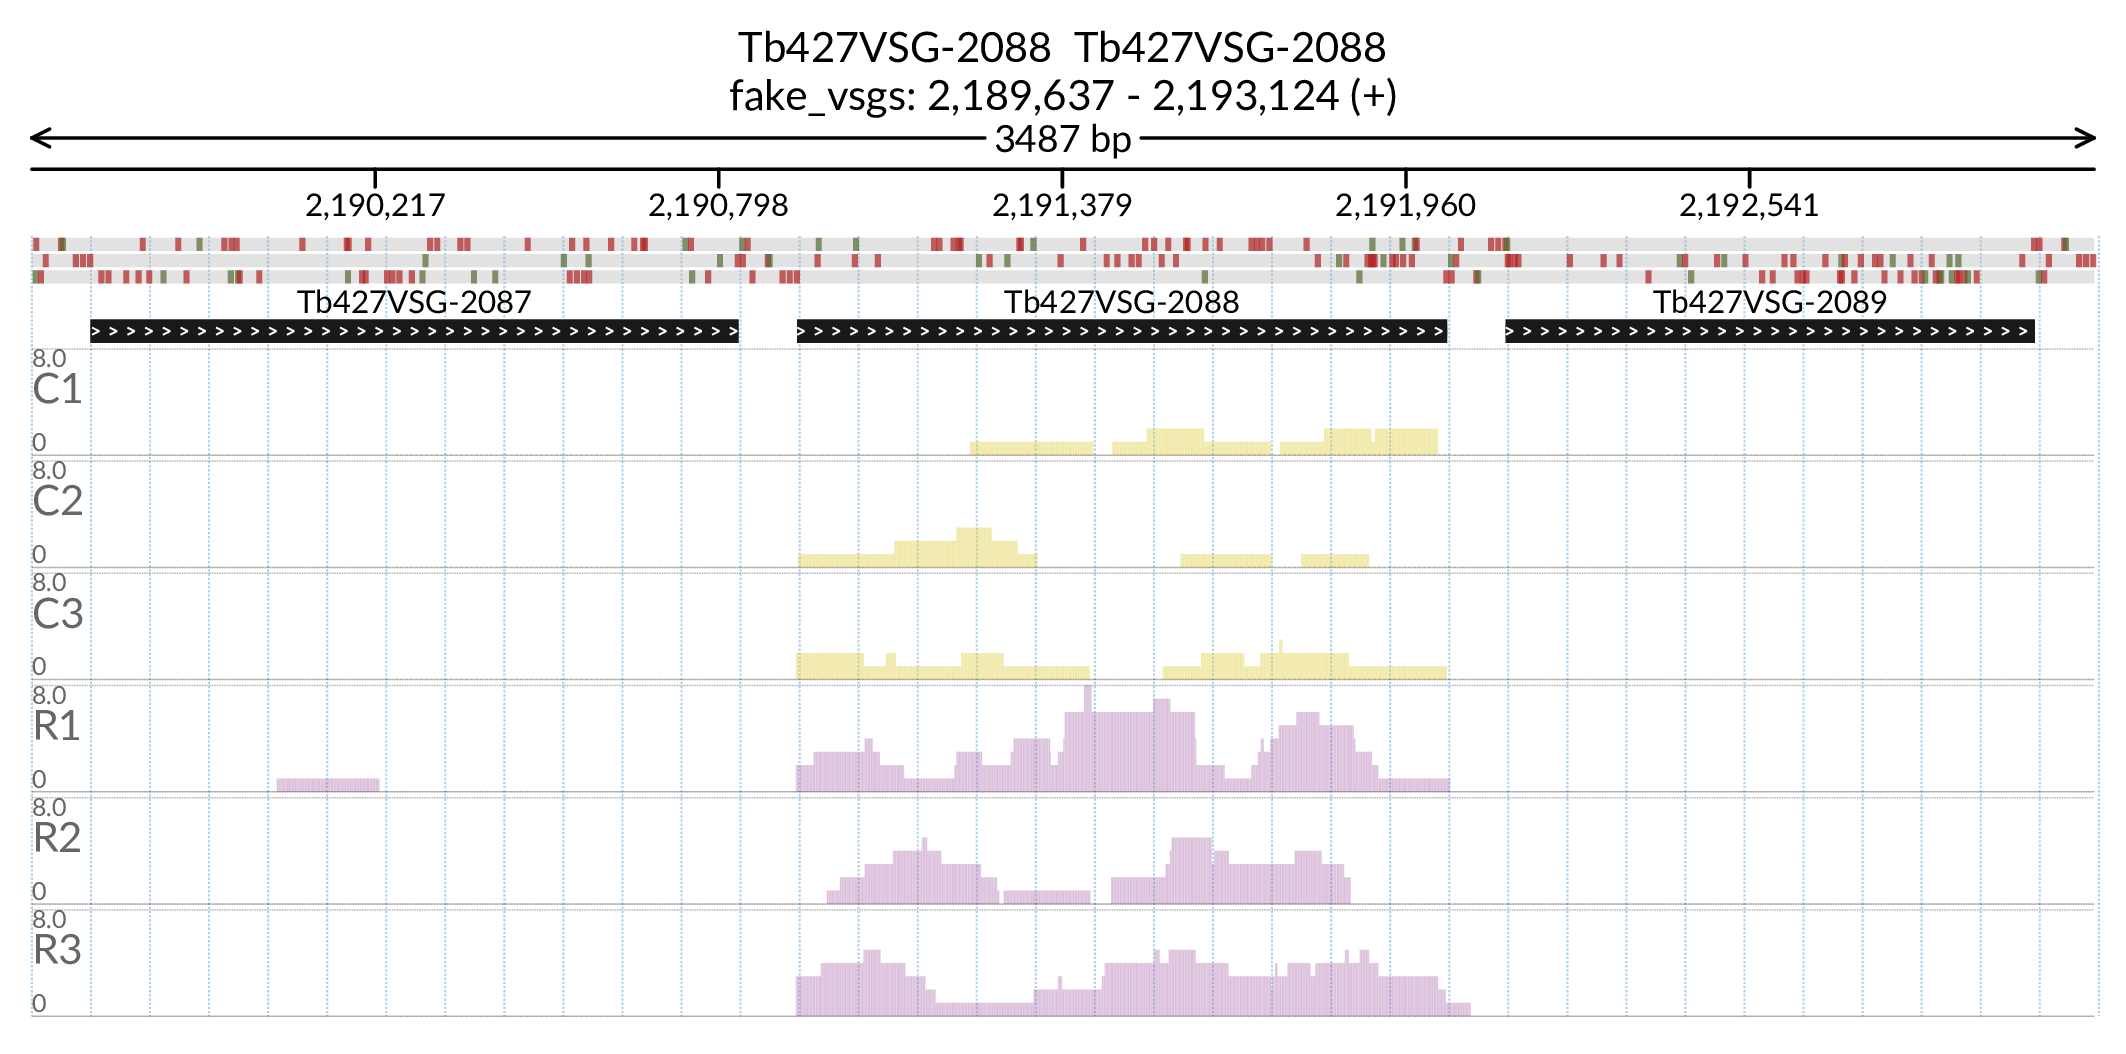 Tb427VSG-2088  Tb427VSG-2088
fake_vsgs: 2,189,637 - 2,193,124 (+)
3487 bp
2,190,217 2,190,798 2,191,379 2,191,960 2,192,541
Tb427VSG-2087 Tb427VSG-2088 Tb427VSG-2089
8.0
C1
0
8.0
C2
0
8.0
C3
0
8.0
R1
0
8.0
R2
0
8.0
R3
0